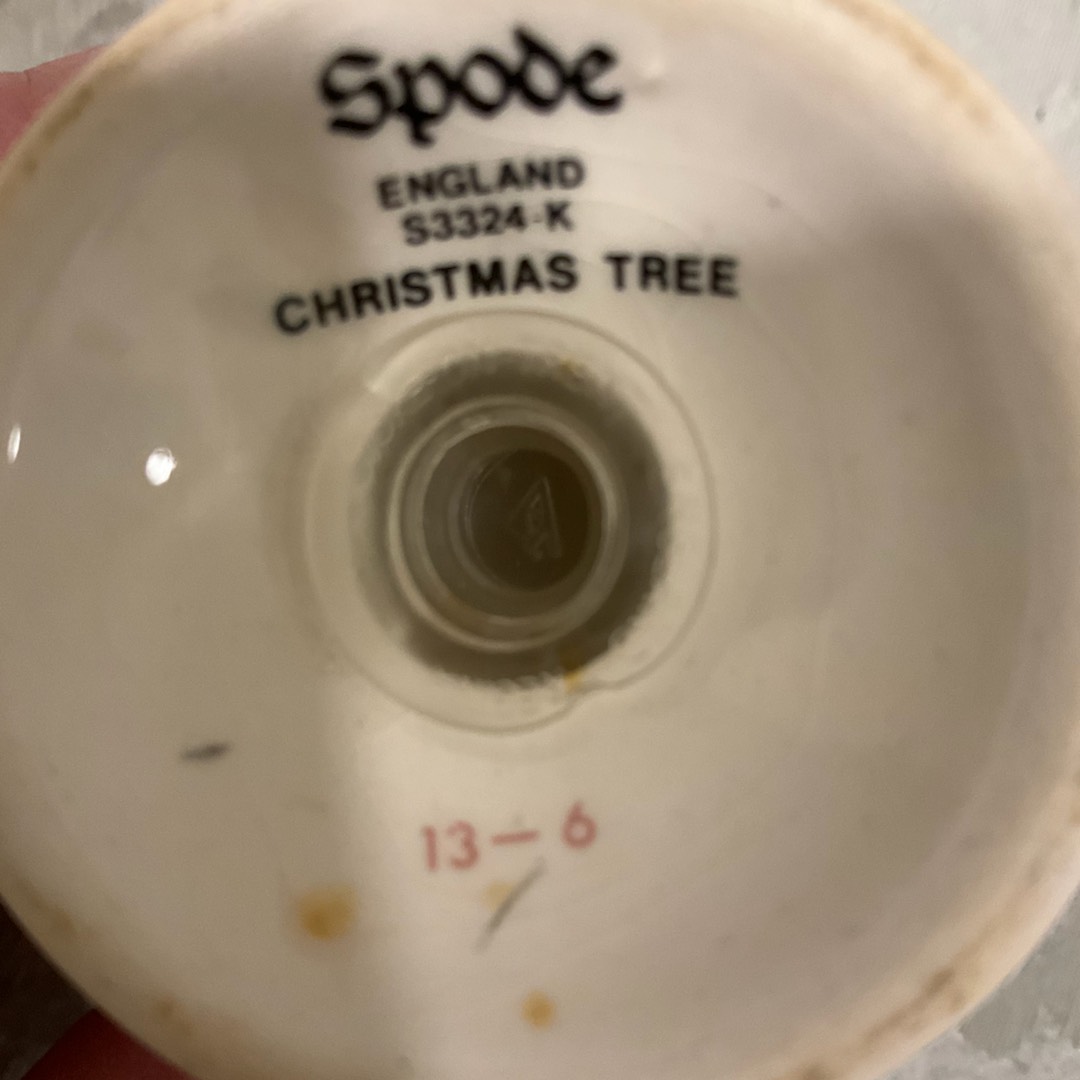 Spode
ENGLAND
S3324-K
CHRISTMAS TREE
13-6